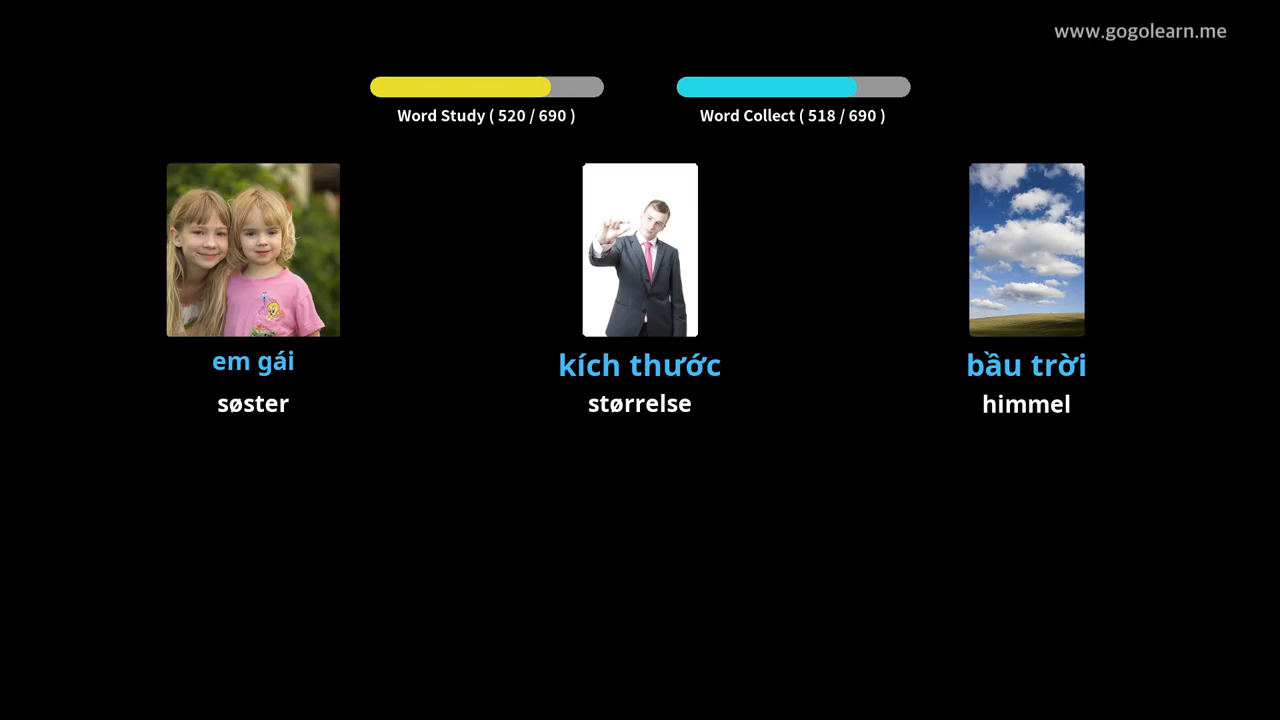 www.gogolearn.me
Word Study ( 520 / 690 )
Word Collect ( 518 / 690 )
em gái
kích thước
bầu trời
søster
størrelse
himmel